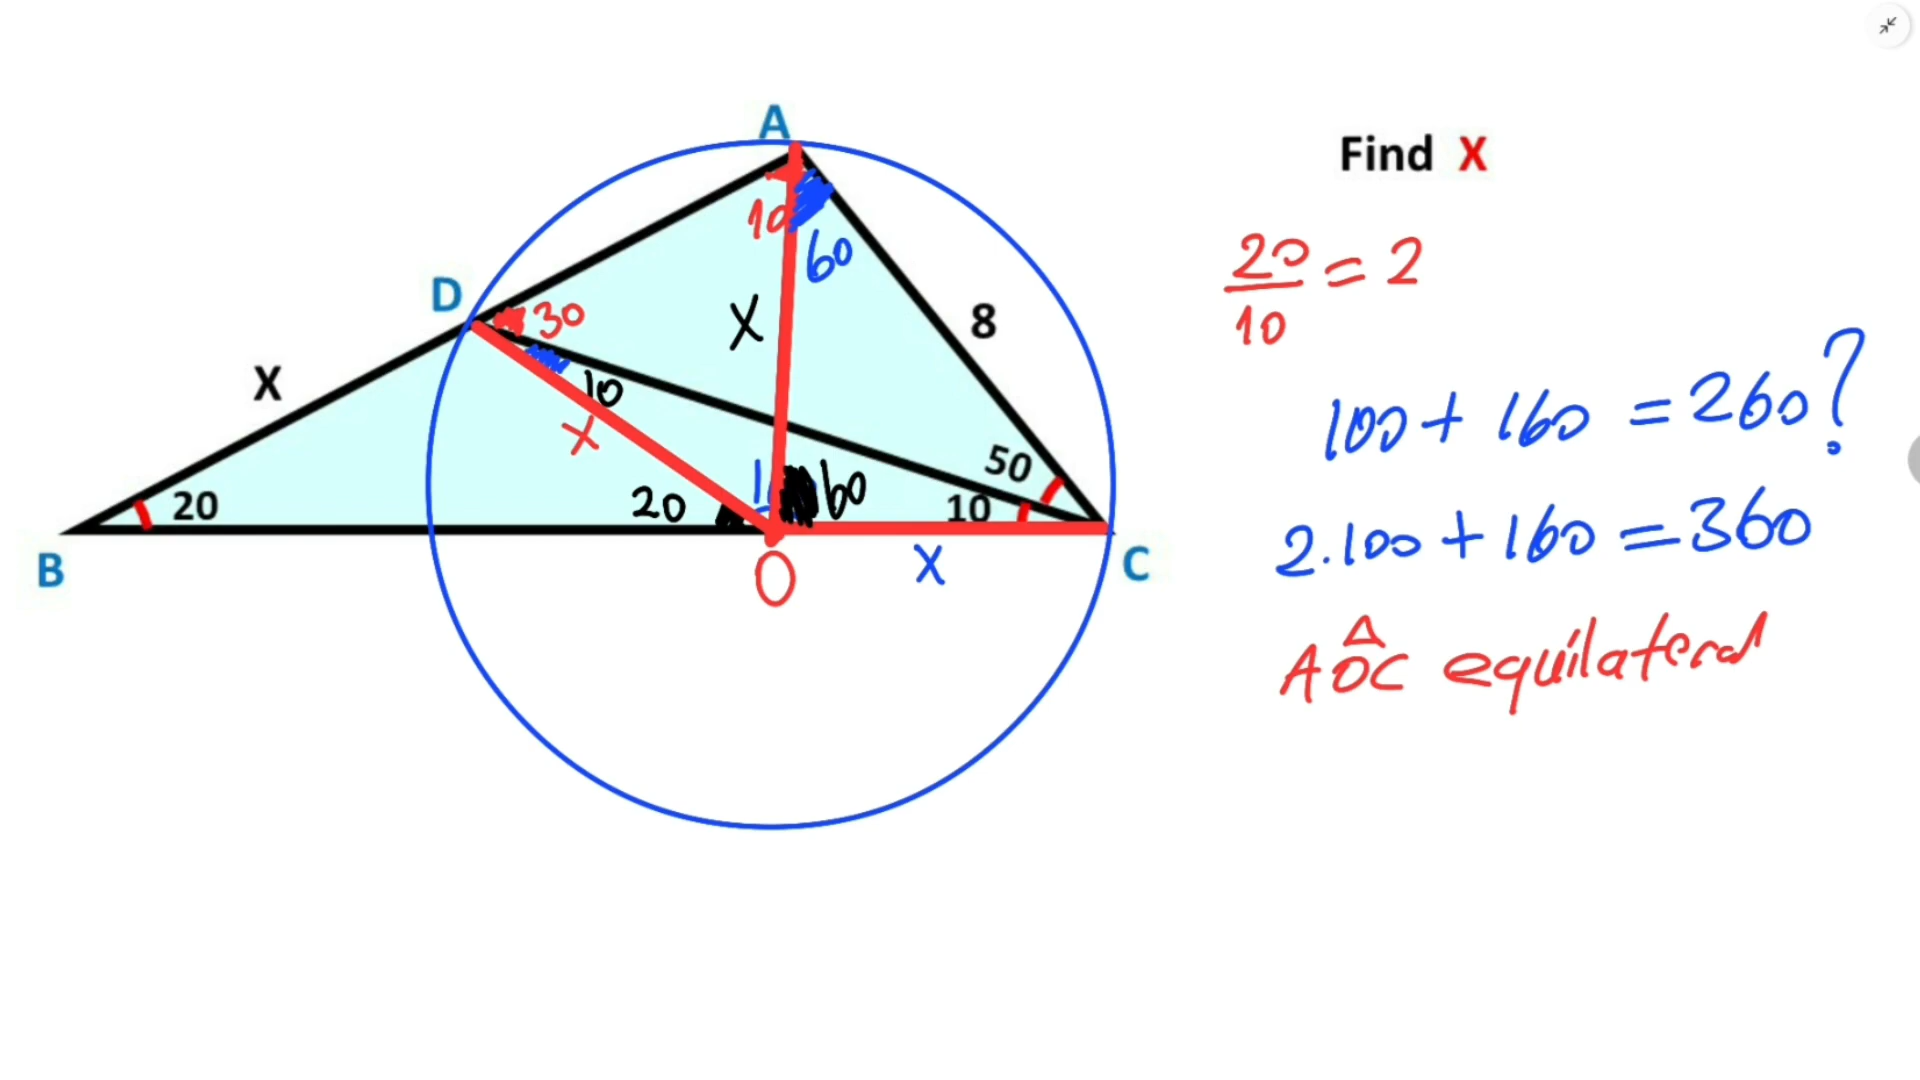 A
Find X
10
60
20/10 = 2
D
30
X
8
X
10
X
100 + 160 = 260?
50
20
20
60
10
2.100 + 160 = 360
B
O
X
C
AOC equilateral